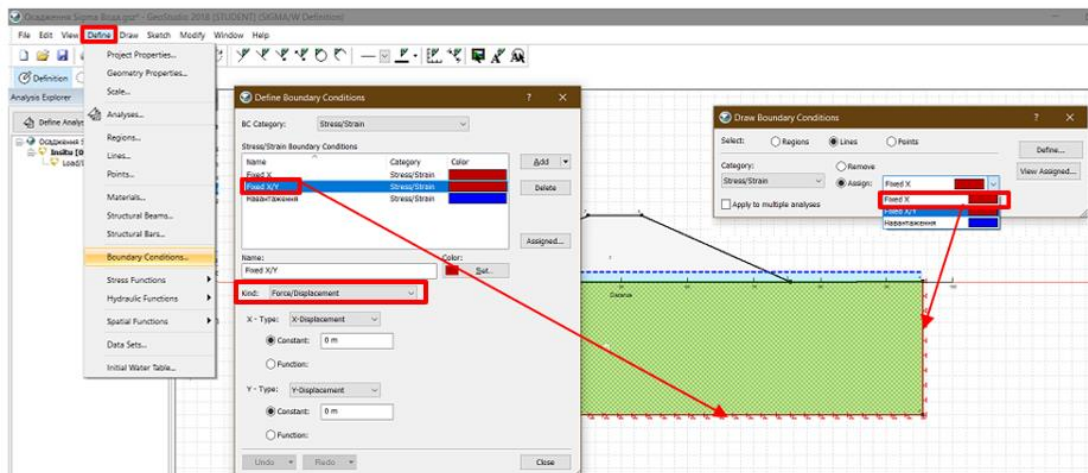 Осадження Sigma Вода.gsz* - GeoStudio 2018 (STUDENT) (SIGMA/W Definition)
File Edit View Define Draw Sketch Modify Window Help
Definition
Analysis Explorer
Define Analys
Осадження S
Insitu [0
Load/
Project Properties...
Geometry Properties...
Scale...
Analyses...
Regions...
Lines...
Points...
Materials...
Structural Beams...
Structural Bars...
Boundary Conditions...
Stress Functions
Hydraulic Functions
Spatial Functions
Data Sets...
Initial Water Table...
Define Boundary Conditions ? ×
BC Category: Stress/Strain
Stress/Strain Boundary Conditions
Name Category Color
Fixed X Stress/Strain
Fixed X/Y Stress/Strain
Навантаження Stress/Strain
Add
Delete
Assigned...
Name: Color:
Fixed X/Y Set...
Kind: Force/Displacement
X - Type: X-Displacement
Constant: 0 m
Function:
Y - Type: Y-Displacement
Constant: 0 m
Function:
Undo Redo Close
Draw Boundary Conditions ? ×
Select: Regions Lines Points Define...
Category: Remove View Assigned...
Stress/Strain Assign: Fixed X
Apply to multiple analyses
Fixed X
Fixed X/Y
Навантаження
Distance